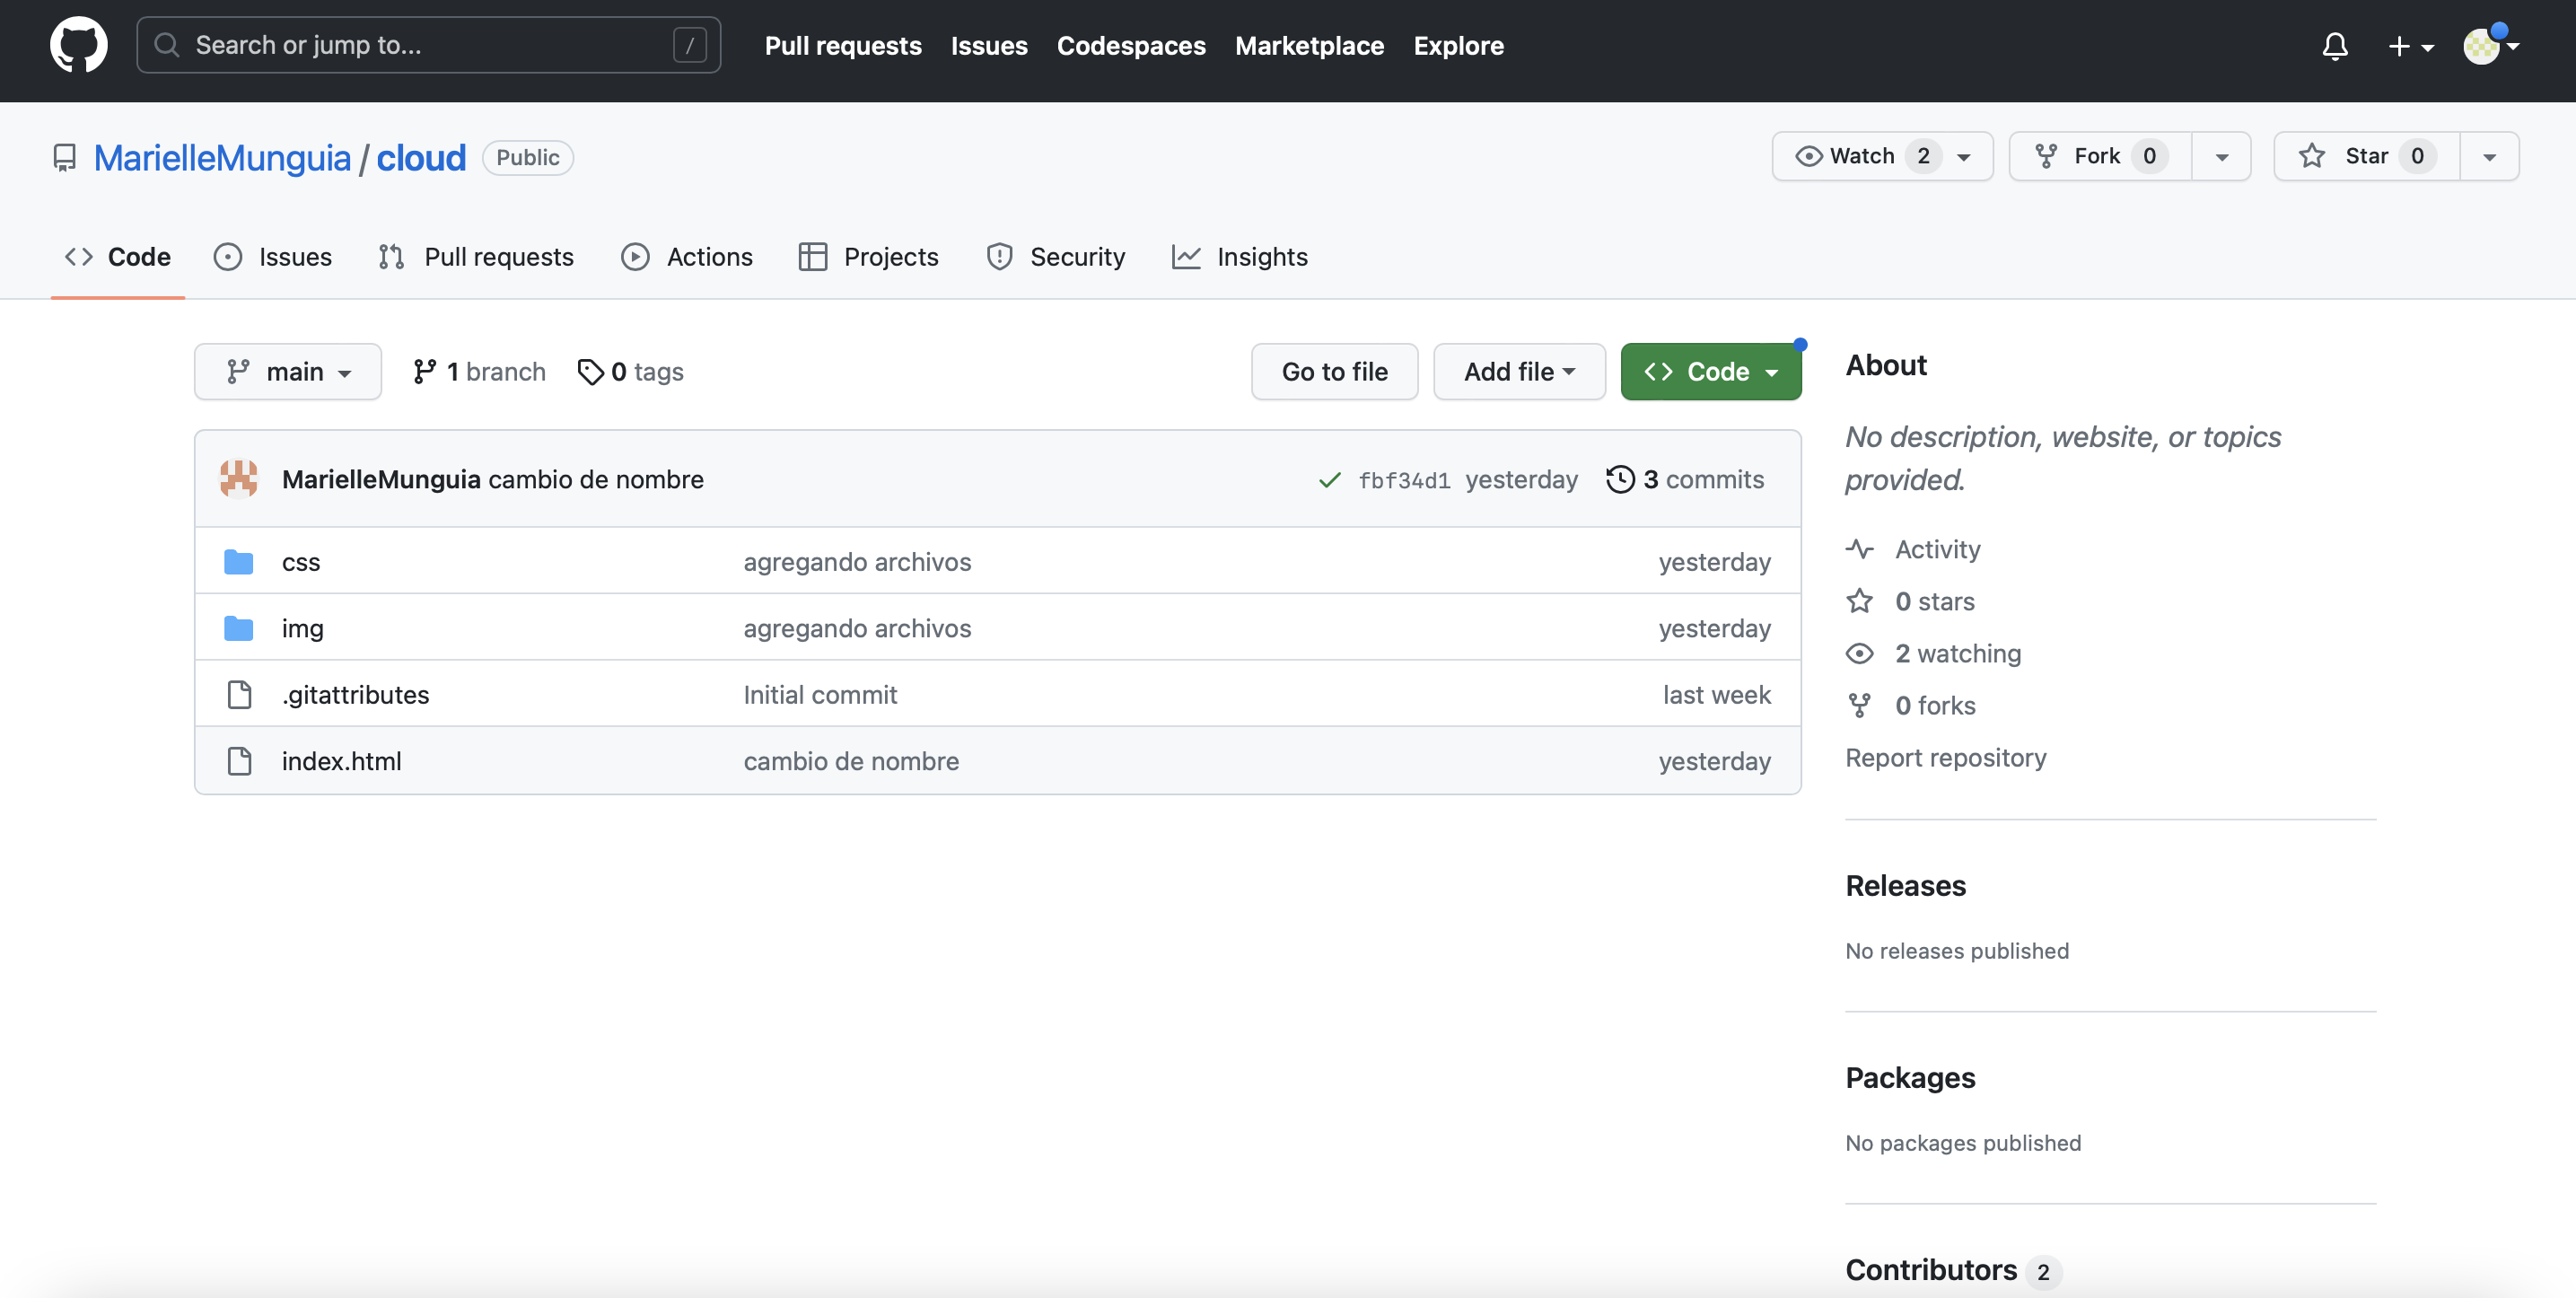 Search or jump to... /
Pull requests Issues Codespaces Marketplace Explore
MarielleMunguia / cloud Public
Watch 2 Fork 0 Star 0
Code Issues Pull requests Actions Projects Security Insights
main 1 branch 0 tags
Go to file Add file Code
MarielleMunguia cambio de nombre fbf34d1 yesterday 3 commits
css agregando archivos yesterday
img agregando archivos yesterday
.gitattributes Initial commit last week
index.html cambio de nombre yesterday
About
No description, website, or topics
provided.
Activity
0 stars
2 watching
0 forks
Report repository
Releases
No releases published
Packages
No packages published
Contributors 2